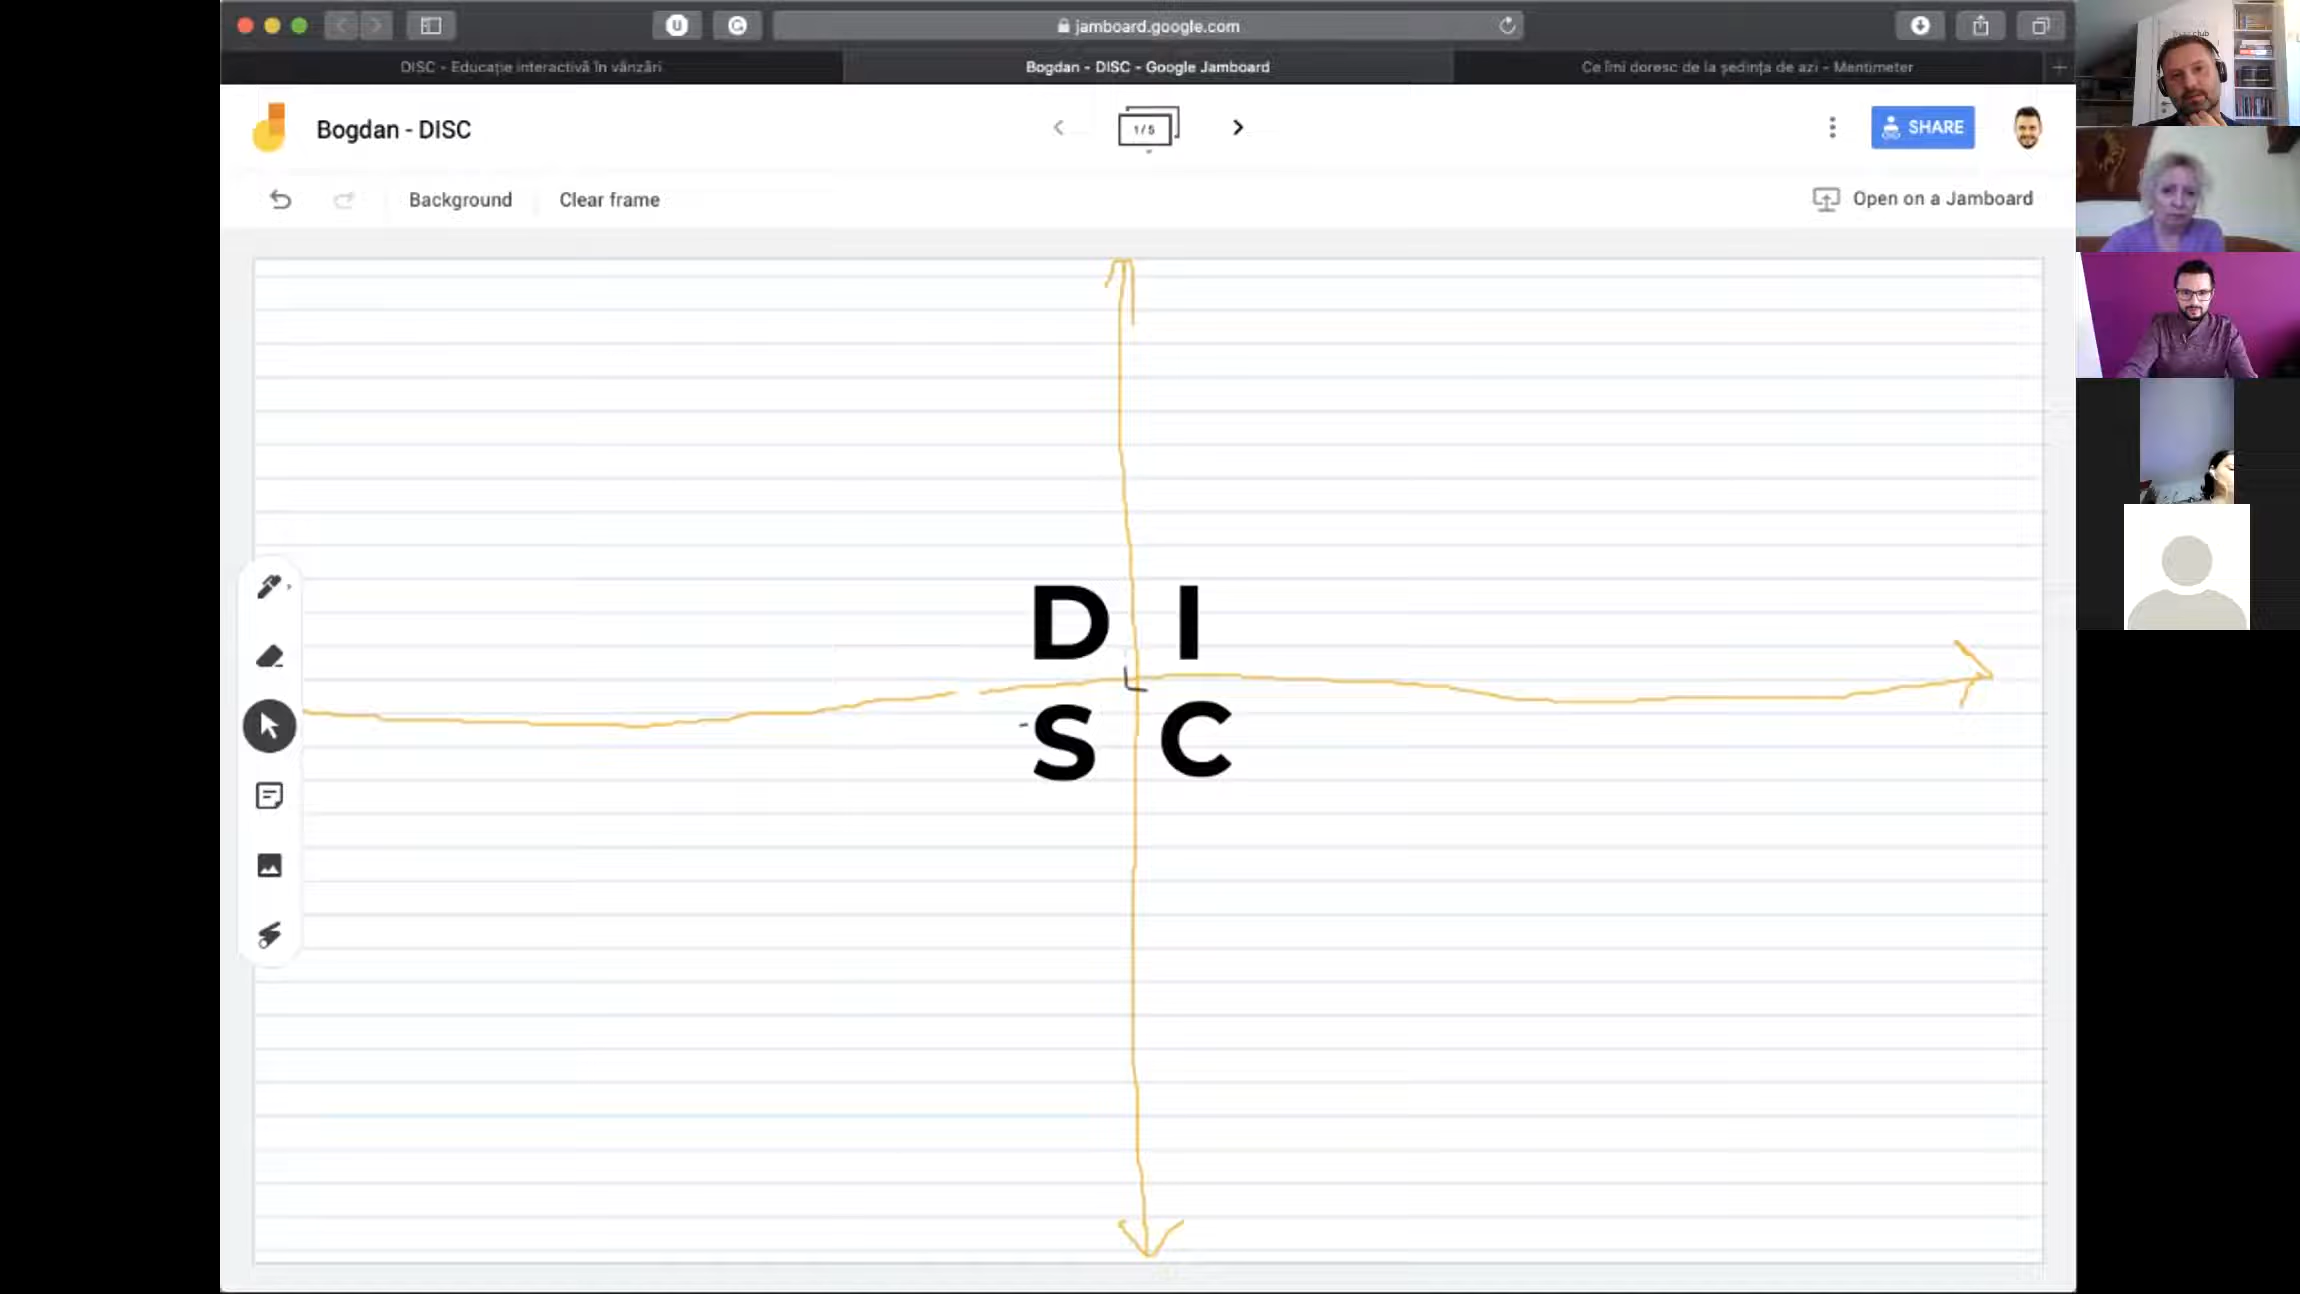 jamboard.google.com
DISC - Educație interactivă în vânzări
Bogdan - DISC - Google Jamboard
Ce îmi doresc de la ședința de azi - Mentimeter
Bogdan - DISC
1/5
SHARE
Background
Clear frame
Open on a Jamboard
D I
S C